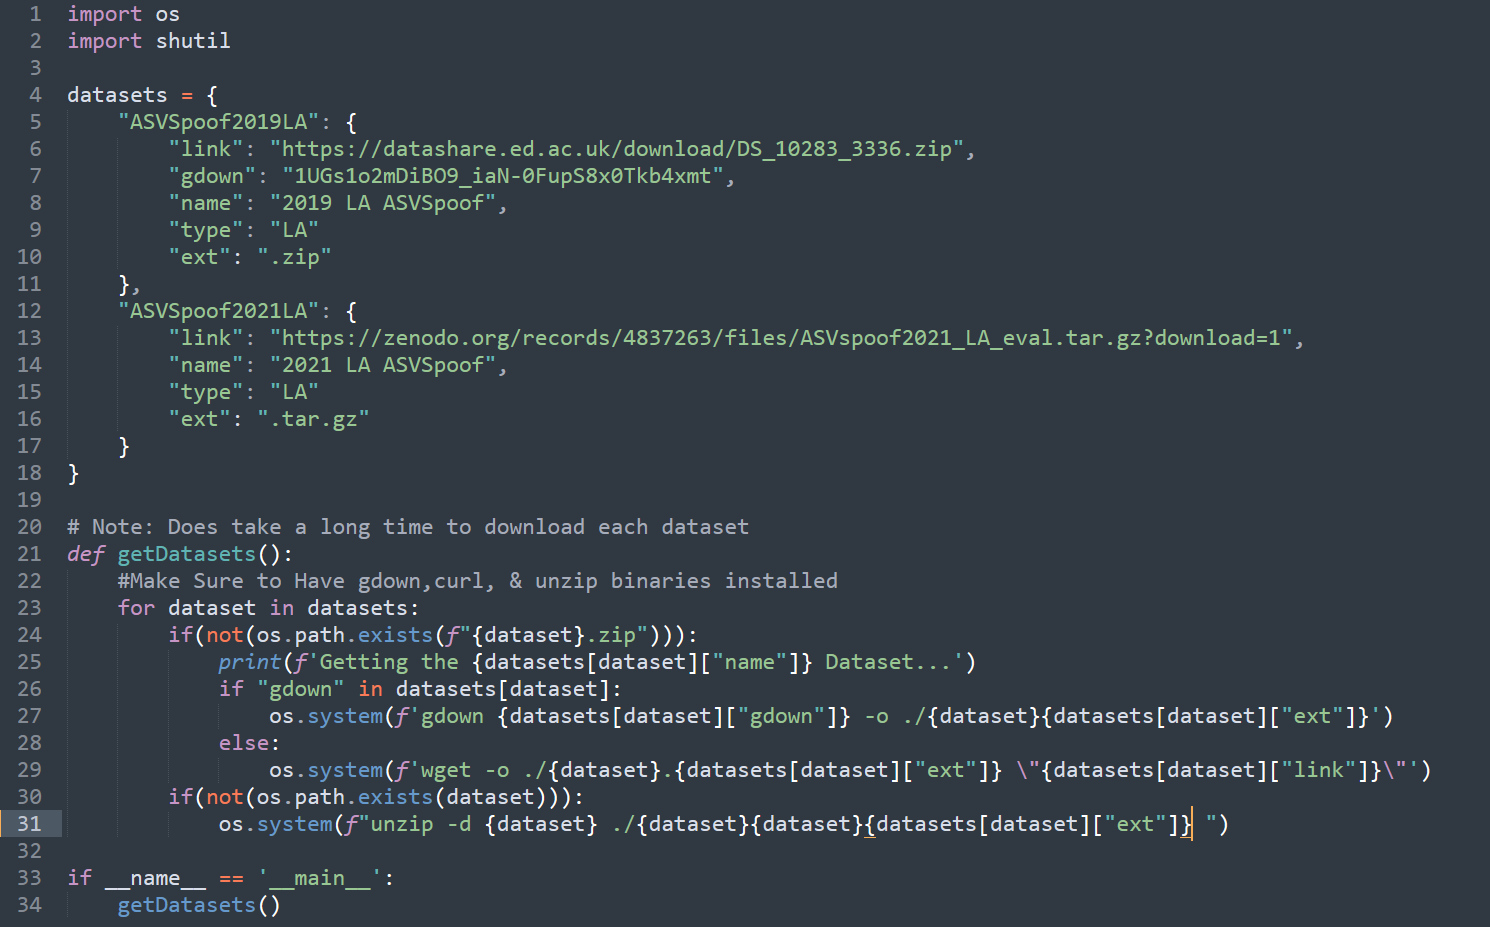 1 import os
2 import shutil
3
4 datasets = {
5     "ASVSpoof2019LA": {
6         "link": "https://datashare.ed.ac.uk/download/DS_10283_3336.zip",
7         "gdown": "1UGs1o2mDiBO9_iaN-0FupS8x0Tkb4xmt",
8         "name": "2019 LA ASVSpoof",
9         "type": "LA"
10         "ext": ".zip"
11     },
12     "ASVSpoof2021LA": {
13         "link": "https://zenodo.org/records/4837263/files/ASVspoof2021_LA_eval.tar.gz?download=1",
14         "name": "2021 LA ASVSpoof",
15         "type": "LA"
16         "ext": ".tar.gz"
17     }
18 }
19
20 # Note: Does take a long time to download each dataset
21 def getDatasets():
22     #Make Sure to Have gdown,curl, & unzip binaries installed
23     for dataset in datasets:
24         if(not(os.path.exists(f"{dataset}.zip"))):
25             print(f'Getting the {datasets[dataset]["name"]} Dataset...')
26             if "gdown" in datasets[dataset]:
27                 os.system(f'gdown {datasets[dataset]["gdown"]} -o ./{dataset}{datasets[dataset]["ext"]}')
28             else:
29                 os.system(f'wget -o ./{dataset}.{datasets[dataset]["ext"]} \"{datasets[dataset]["link"]}\"')
30         if(not(os.path.exists(dataset))):
31             os.system(f"unzip -d {dataset} ./{dataset}{dataset}{datasets[dataset]["ext"]} ")
32
33 if __name__ == '__main__':
34     getDatasets()